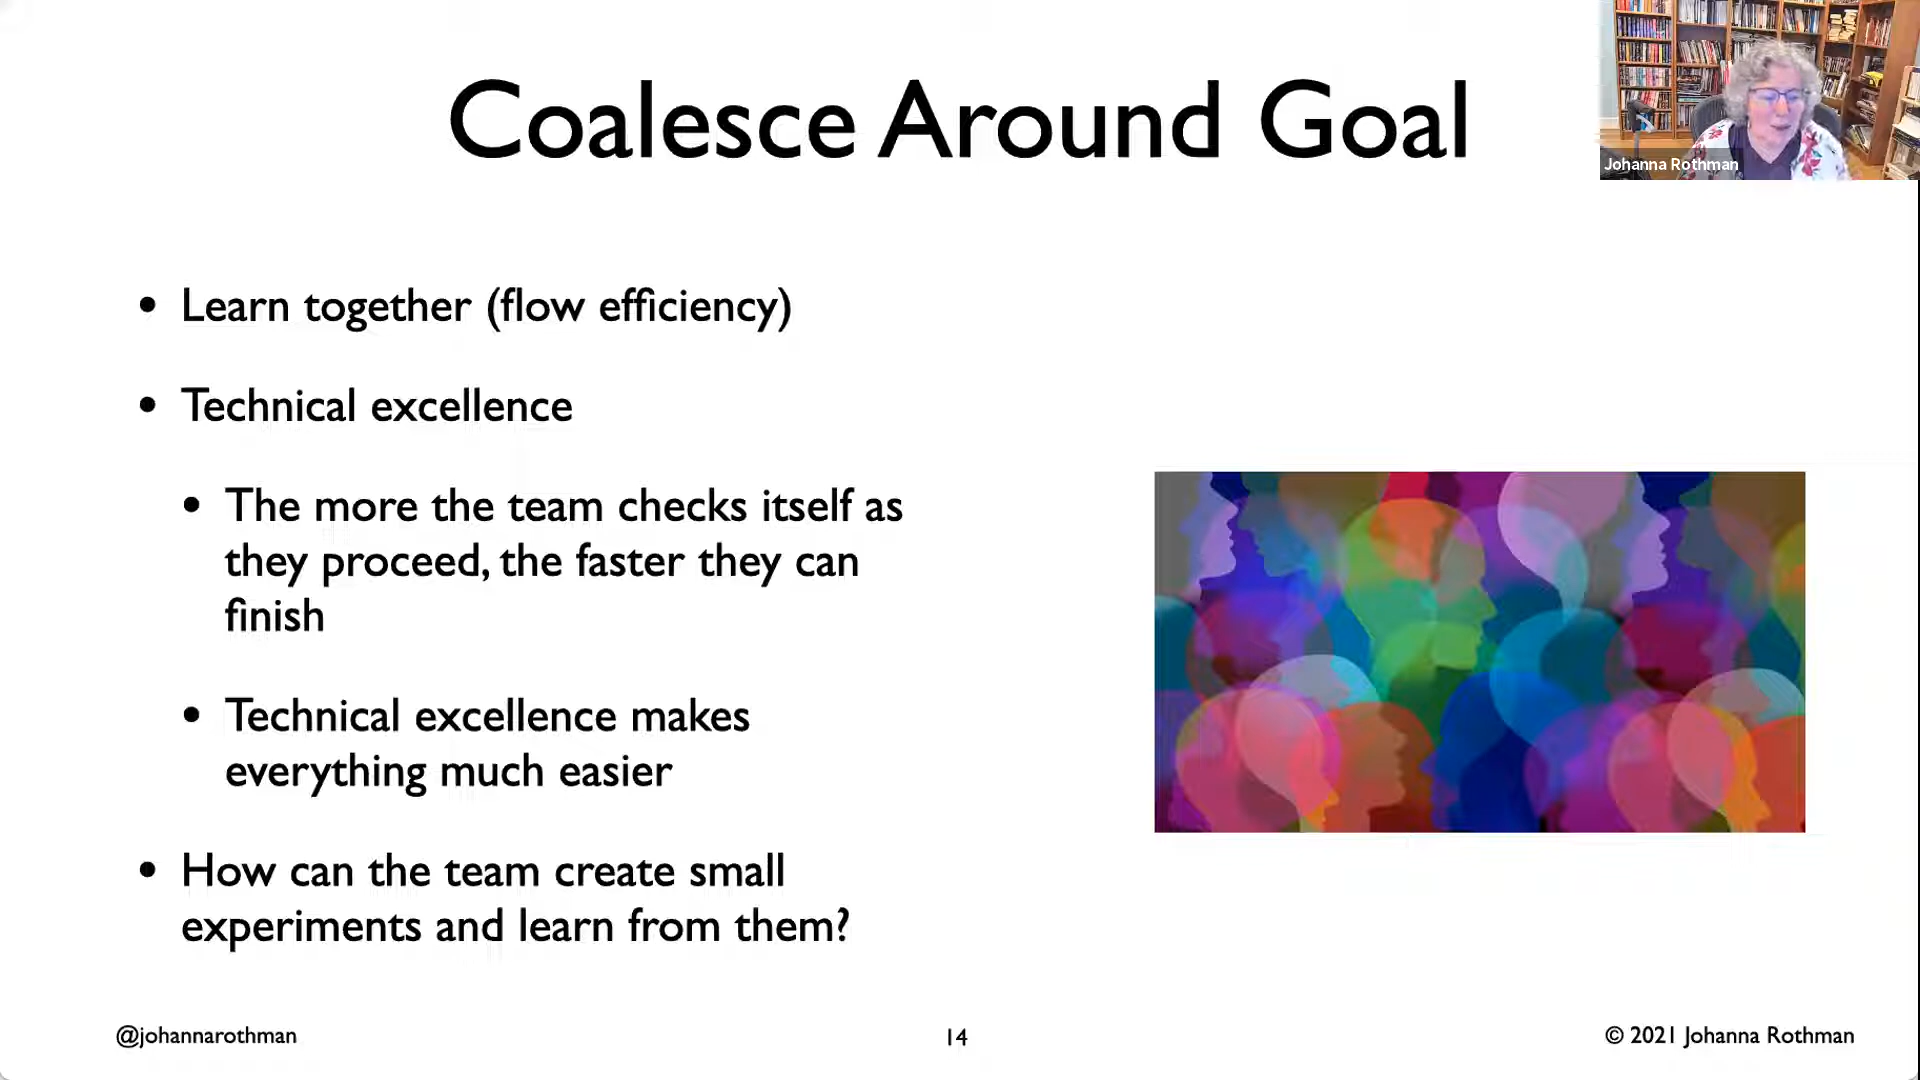 Coalesce Around Goal
Johanna Rothman
• Learn together (flow efficiency)
• Technical excellence
• The more the team checks itself as
they proceed, the faster they can
finish
• Technical excellence makes
everything much easier
• How can the team create small
experiments and learn from them?
@johannarothman
14
© 2021 Johanna Rothman